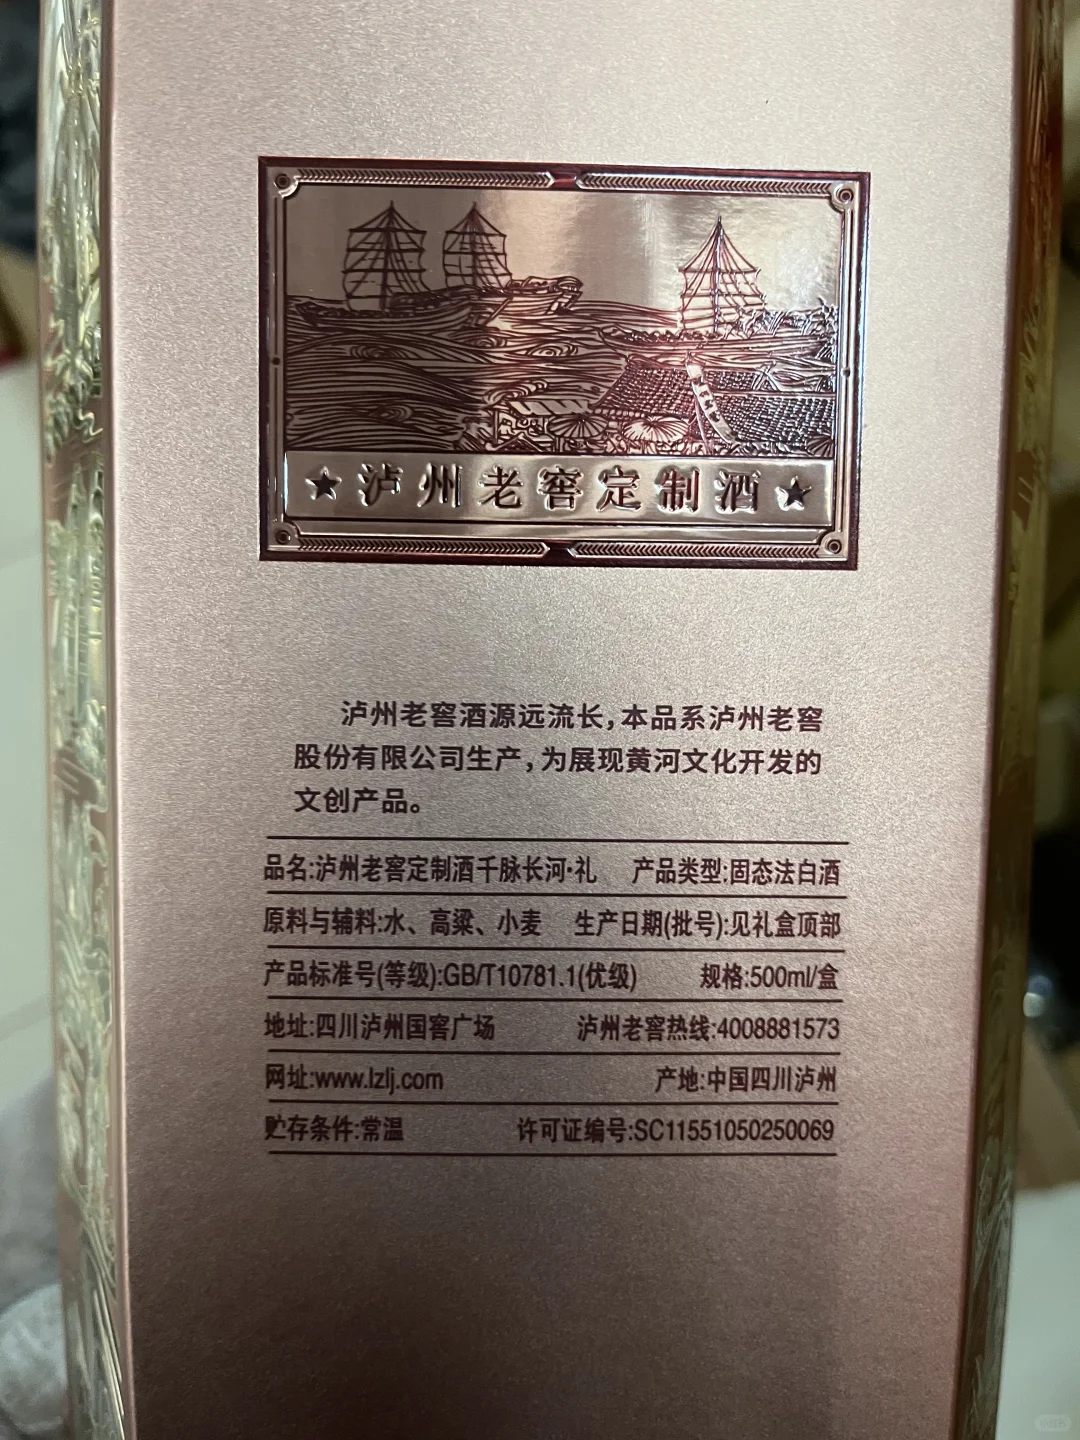 ★泸州老窖定制酒★
泸州老窖酒源远流长,本品系泸州老窖
股份有限公司生产,为展现黄河文化开发的
文创产品。
品名:泸州老窖定制酒千脉长河·礼 产品类型:固态法白酒
原料与辅料:水、高粱、小麦 生产日期(批号):见礼盒顶部
产品标准号(等级):GB/T10781.1(优级) 规格:500ml/盒
地址:四川泸州国窖广场 泸州老窖热线:4008881573
网址:www.lzlj.com 产地:中国四川泸州
贮存条件:常温 许可证编号:SC11551050250069